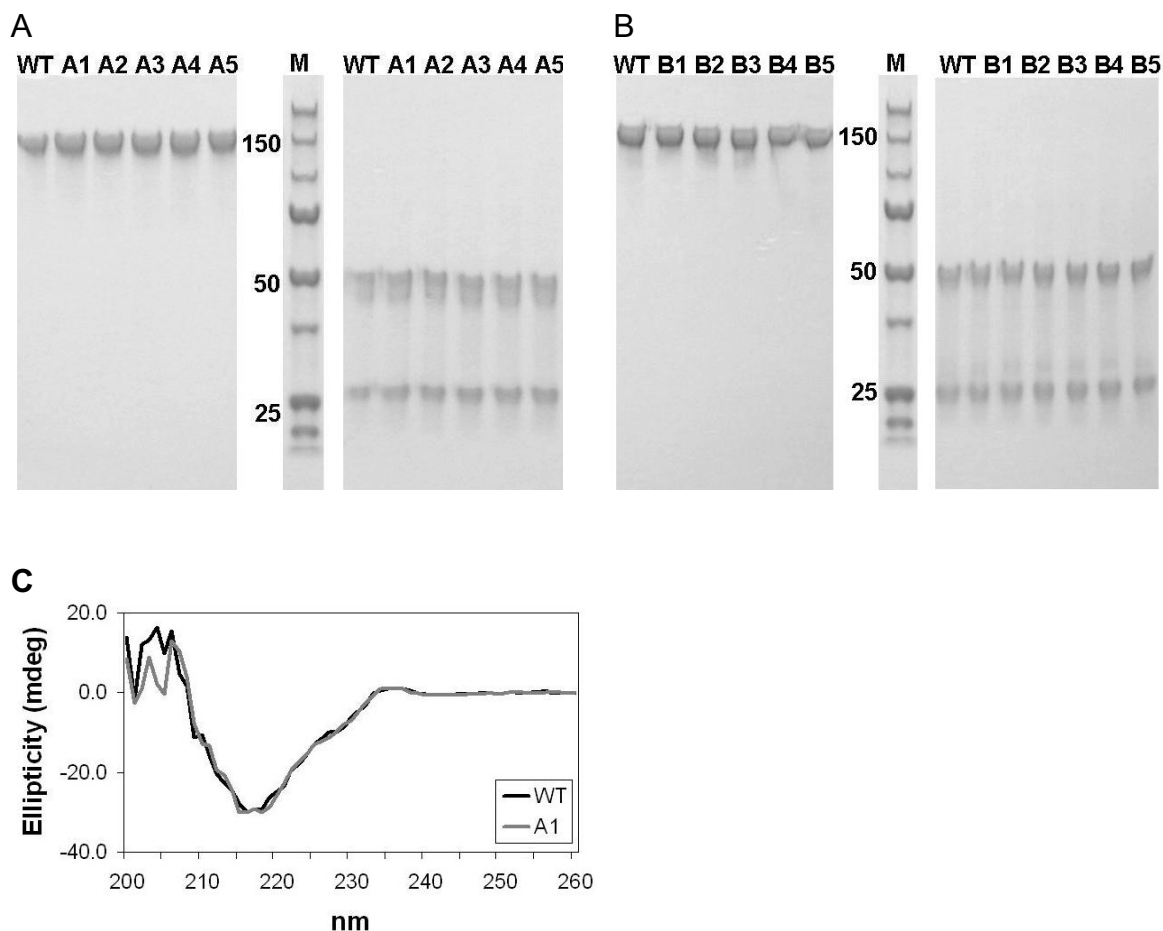 A
WT A1 A2 A3 A4 A5
M
WT A1 A2 A3 A4 A5
150
50
25
B
WT B1 B2 B3 B4 B5
M
WT B1 B2 B3 B4 B5
150
50
25
C
Ellipticity (mdeg)
20.0
0.0
-20.0
-40.0
WT
A1
200 210 220 230 240 250 260
nm